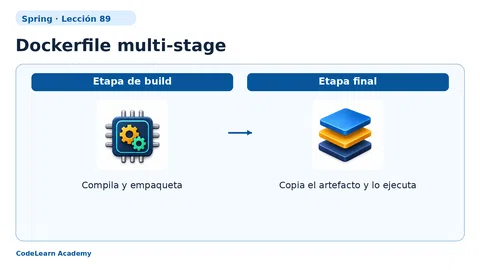 Spring · Lección 89
Dockerfile multi-stage
Etapa de build
Etapa final
Compila y empaqueta
Copia el artefacto y lo ejecuta
CodeLearn Academy